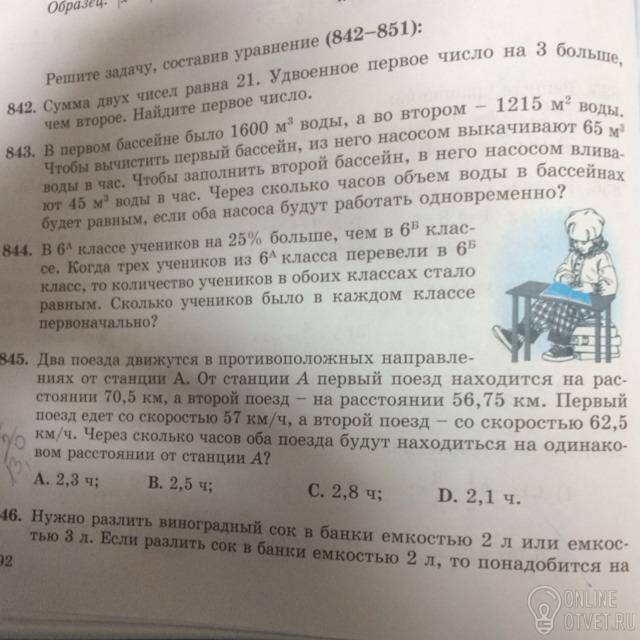 Образец.
Решите задачу, составив уравнение (842–851):
842. Сумма двух чисел равна 21. Удвоенное первое число на 3 больше,
чем второе. Найдите первое число.
843. В первом бассейне было 1600 м³ воды, а во втором – 1215 м² воды.
Чтобы вычистить первый бассейн, из него насосом выкачивают 65 м³
воды в час. Чтобы заполнить второй бассейн, в него насосом влива-
ют 45 м³ воды в час. Через сколько часов объем воды в бассейнах
будет равным, если оба насоса будут работать одновременно?
844. В 6ᴬ классе учеников на 25% больше, чем в 6ᴮ клас-
се. Когда трех учеников из 6ᴬ класса перевели в 6ᴮ
класс, то количество учеников в обоих классах стало
равным. Сколько учеников было в каждом классе
первоначально?
845. Два поезда движутся в противоположных направле-
ниях от станции А. От станции А первый поезд находится на рас-
стоянии 70,5 км, а второй поезд – на расстоянии 56,75 км. Первый
поезд едет со скоростью 57 км/ч, а второй поезд – со скоростью 62,5
км/ч. Через сколько часов оба поезда будут находиться на одинако-
вом расстоянии от станции А?
A. 2,3 ч; B. 2,5 ч; C. 2,8 ч; D. 2,1 ч.
46. Нужно разлить виноградный сок в банки емкостью 2 л или емкос-
тью 3 л. Если разлить сок в банки емкостью 2 л, то понадобится на
92
ONLINE
OTVET.RU